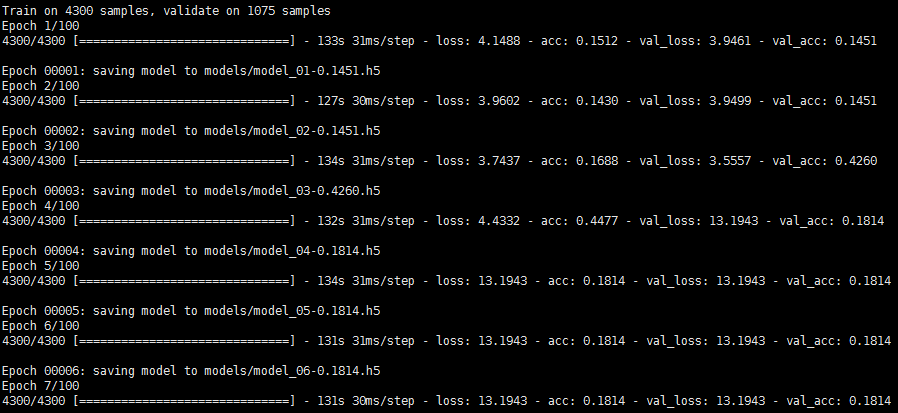 Train on 4300 samples, validate on 1075 samples
Epoch 1/100
4300/4300 [==============================] - 133s 31ms/step - loss: 4.1488 - acc: 0.1512 - val_loss: 3.9461 - val_acc: 0.1451
Epoch 00001: saving model to models/model_01-0.1451.h5
Epoch 2/100
4300/4300 [==============================] - 127s 30ms/step - loss: 3.9602 - acc: 0.1430 - val_loss: 3.9499 - val_acc: 0.1451
Epoch 00002: saving model to models/model_02-0.1451.h5
Epoch 3/100
4300/4300 [==============================] - 134s 31ms/step - loss: 3.7437 - acc: 0.1688 - val_loss: 3.5557 - val_acc: 0.4260
Epoch 00003: saving model to models/model_03-0.4260.h5
Epoch 4/100
4300/4300 [==============================] - 132s 31ms/step - loss: 4.4332 - acc: 0.4477 - val_loss: 13.1943 - val_acc: 0.1814
Epoch 00004: saving model to models/model_04-0.1814.h5
Epoch 5/100
4300/4300 [==============================] - 134s 31ms/step - loss: 13.1943 - acc: 0.1814 - val_loss: 13.1943 - val_acc: 0.1814
Epoch 00005: saving model to models/model_05-0.1814.h5
Epoch 6/100
4300/4300 [==============================] - 131s 31ms/step - loss: 13.1943 - acc: 0.1814 - val_loss: 13.1943 - val_acc: 0.1814
Epoch 00006: saving model to models/model_06-0.1814.h5
Epoch 7/100
4300/4300 [==============================] - 131s 30ms/step - loss: 13.1943 - acc: 0.1814 - val_loss: 13.1943 - val_acc: 0.1814